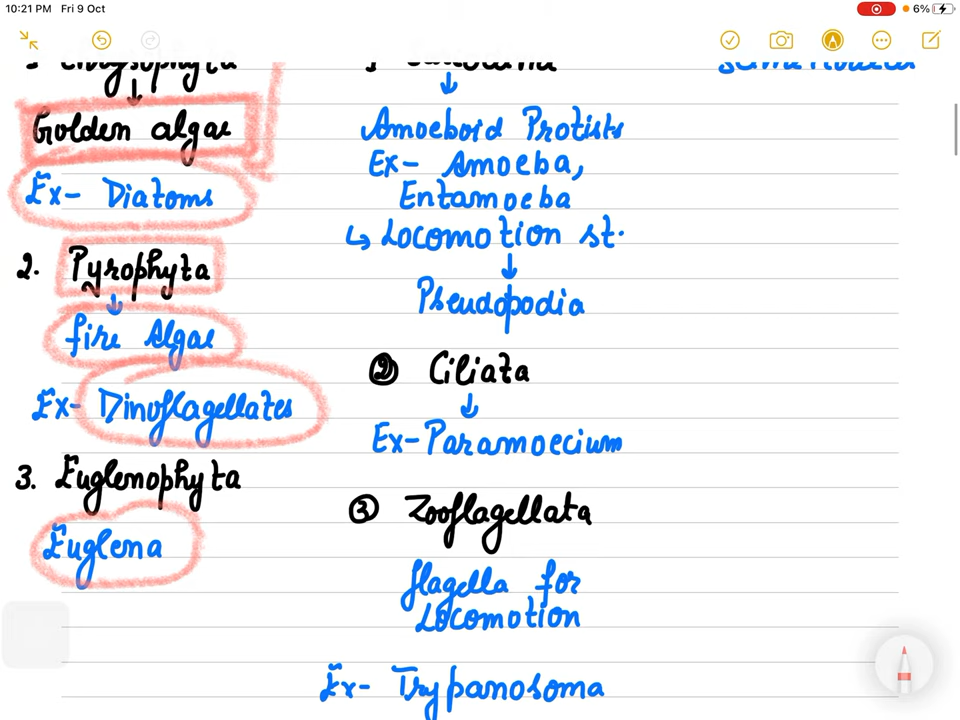 10:21 PM Fri 9 Oct
6%
Chrysophyta
Golden algae
Ex- Diatoms
2. Pyrophyta
fire Algae
Ex- Dinoflagellates
3. Euglenophyta
Euglena
Amoeboid Protists
Ex- Amoeba,
Entamoeba
↳ Locomotion st.
Pseudopodia
② Ciliata
Ex- Paramoecium
③ Zooflagellata
flagella for
Locomotion
Ex- Trypanosoma